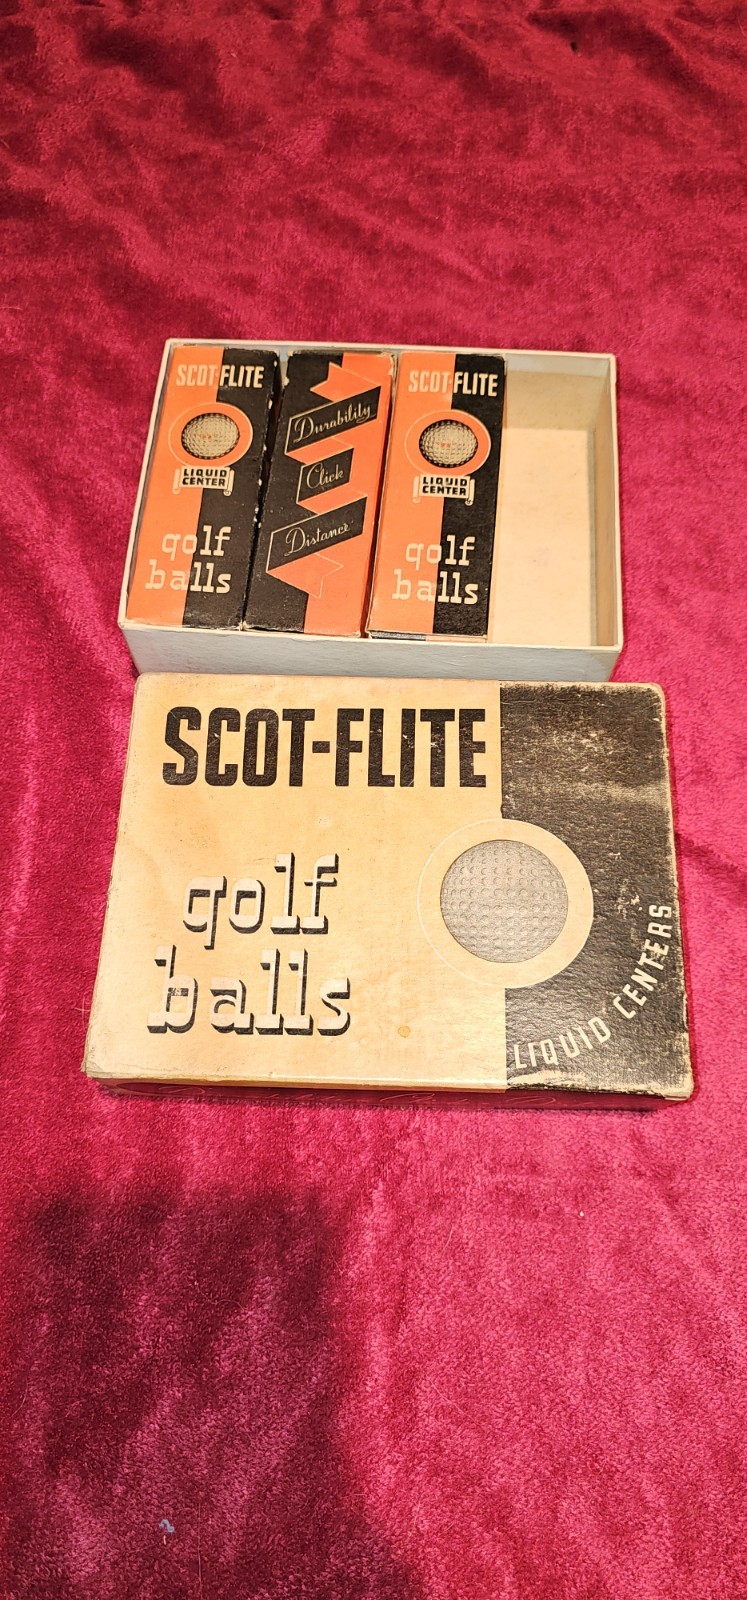 SCOT-FLITE
LIQUID
CENTER
golf
balls
Durability
Click
Distance
SCOT-FLITE
LIQUID
CENTER
golf
balls
SCOT-FLITE
golf
balls
LIQUID CENTERS